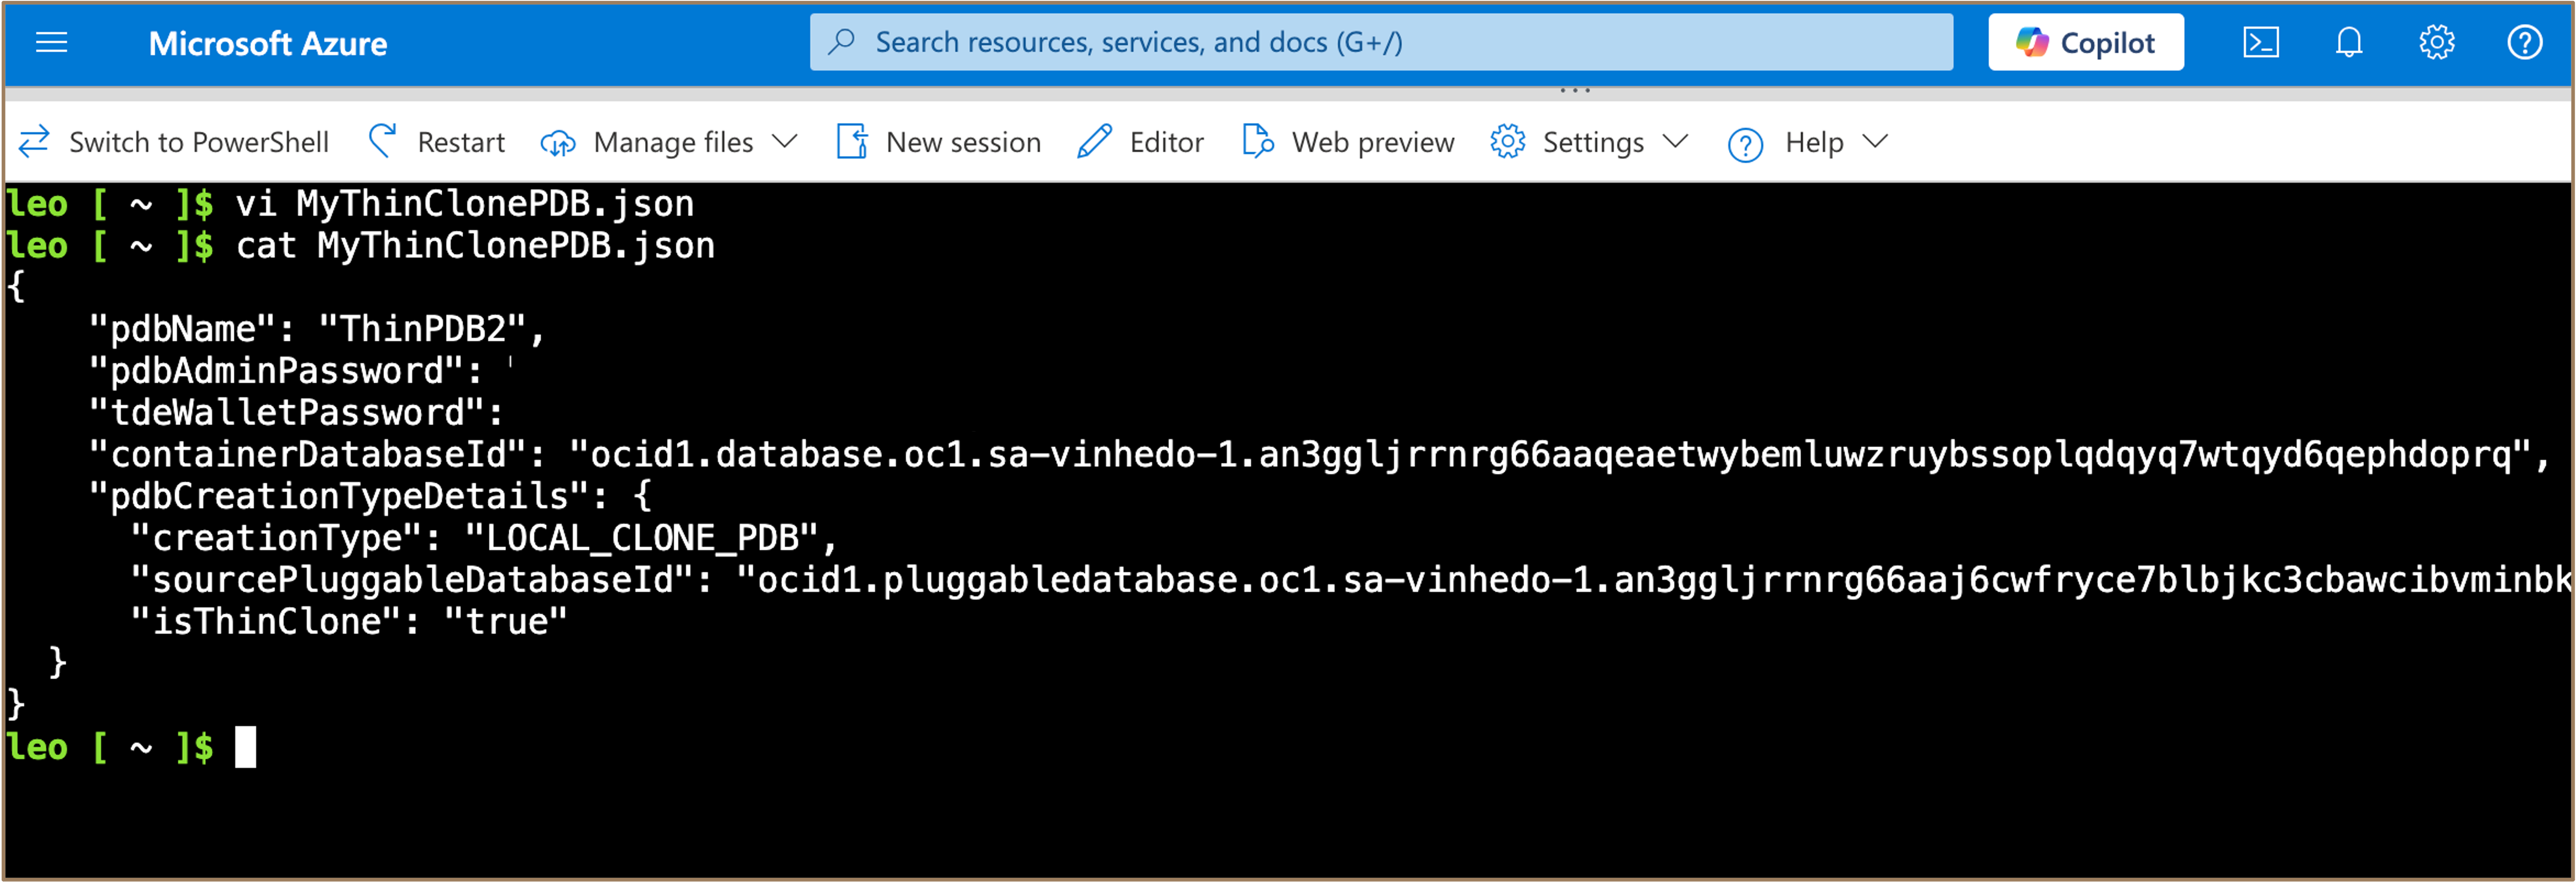 Microsoft Azure
Search resources, services, and docs (G+/)
Copilot
Switch to PowerShell Restart Manage files New session Editor Web preview Settings Help
leo [ ~ ]$ vi MyThinClonePDB.json
leo [ ~ ]$ cat MyThinClonePDB.json
{
"pdbName": "ThinPDB2",
"pdbAdminPassword": '
"tdeWalletPassword":
"containerDatabaseId": "ocid1.database.oc1.sa-vinhedo-1.an3ggljrrnrg66aaqeaetwybemluwzruybssoplqdqyq7wtqyd6qephdoprq",
"pdbCreationTypeDetails": {
"creationType": "LOCAL_CLONE_PDB",
"sourcePluggableDatabaseId": "ocid1.pluggabledatabase.oc1.sa-vinhedo-1.an3ggljrrnrg66aaj6cwfryce7blbjkc3cbawcibvminbk
"isThinClone": "true"
}
}
leo [ ~ ]$